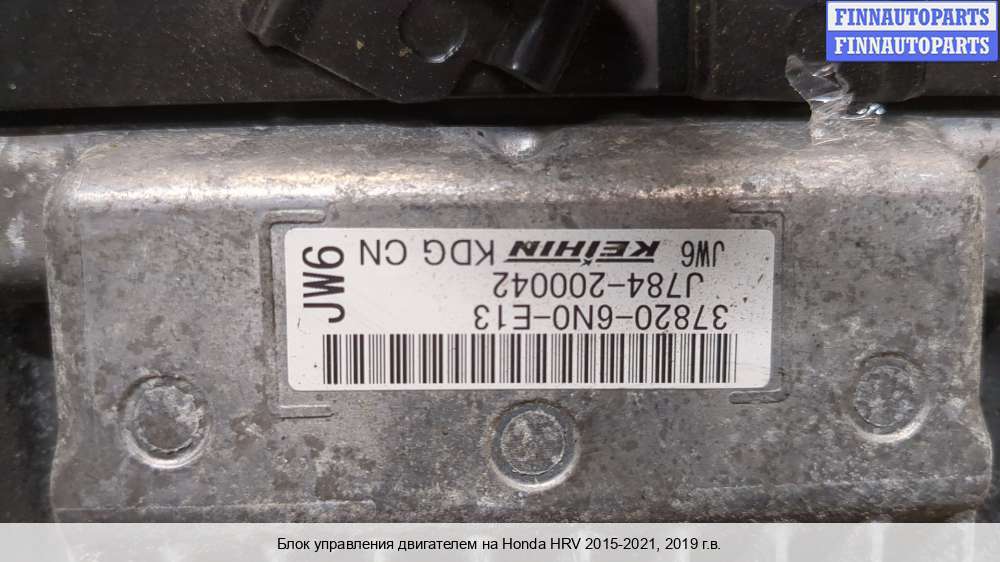 FINNAUTOPARTS
FINNAUTOPARTS
JW6
37820-6N0-E13
J784-200042
JW6 KEIHIN KDG CN
Блок управления двигателем на Honda HRV 2015-2021, 2019 г.в.